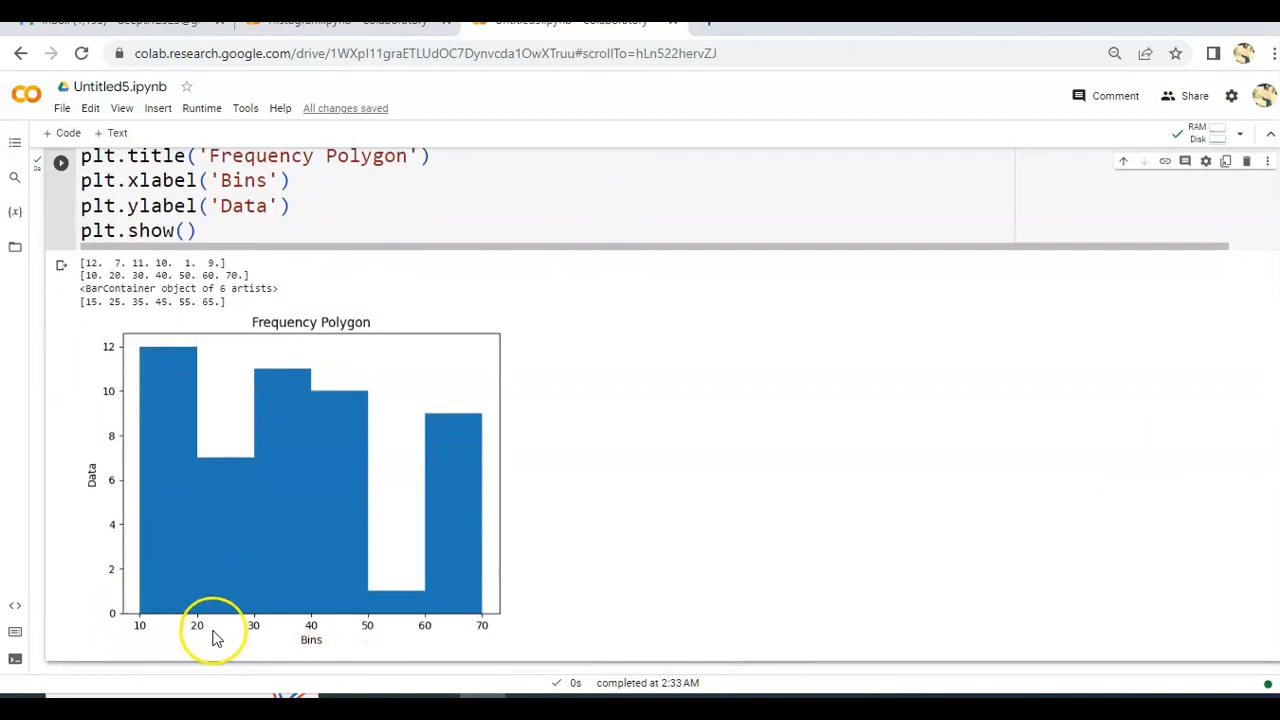 colab.research.google.com/drive/1WXpI11graETLUdOC7Dynvcda1OwXTruu#scrollTo=hLn522hervZJ
Untitled5.ipynb
File Edit View Insert Runtime Tools Help All changes saved
Comment Share
+ Code + Text
RAM
Disk
plt.title('Frequency Polygon')
plt.xlabel('Bins')
plt.ylabel('Data')
plt.show()
0s
{x}
[12. 7. 11. 10. 1. 9.]
[10. 20. 30. 40. 50. 60. 70.]
<BarContainer object of 6 artists>
[15. 25. 35. 45. 55. 65.]
Frequency Polygon
12
10
8
6
4
2
0
Data
10 20 30 40 50 60 70
Bins
0s completed at 2:33AM